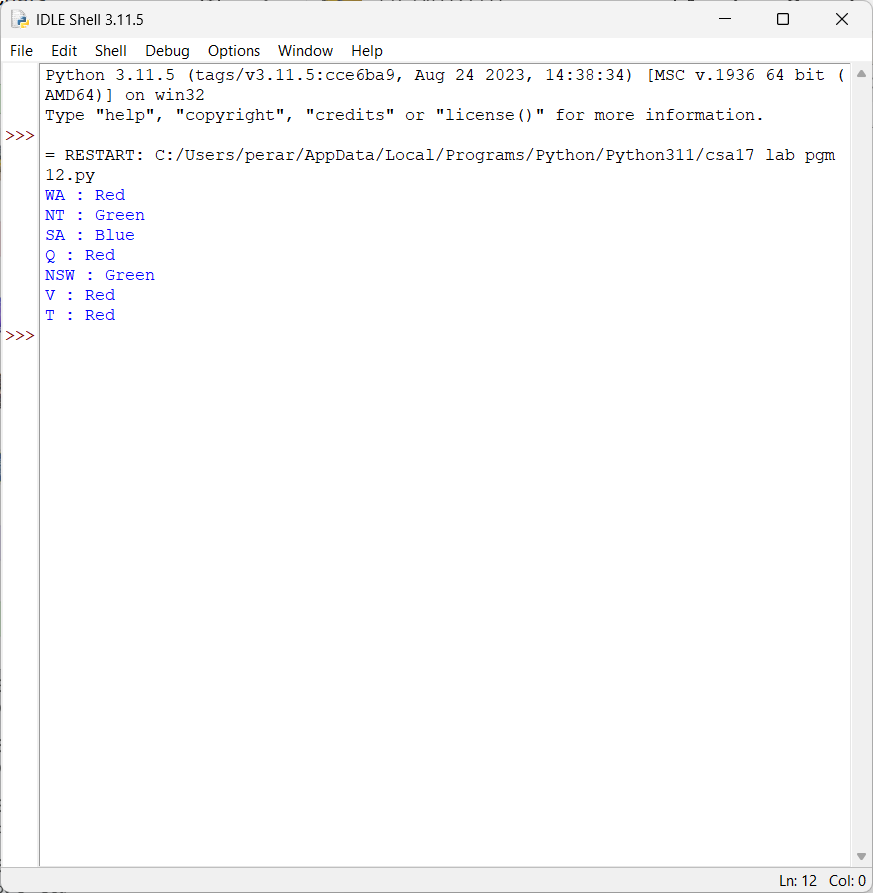 IDLE Shell 3.11.5
File Edit Shell Debug Options Window Help
Python 3.11.5 (tags/v3.11.5:cce6ba9, Aug 24 2023, 14:38:34) [MSC v.1936 64 bit (
AMD64)] on win32
Type "help", "copyright", "credits" or "license()" for more information.
>>>
= RESTART: C:/Users/perar/AppData/Local/Programs/Python/Python311/csa17 lab pgm
12.py
WA : Red
NT : Green
SA : Blue
Q : Red
NSW : Green
V : Red
T : Red
>>>
Ln: 12 Col: 0